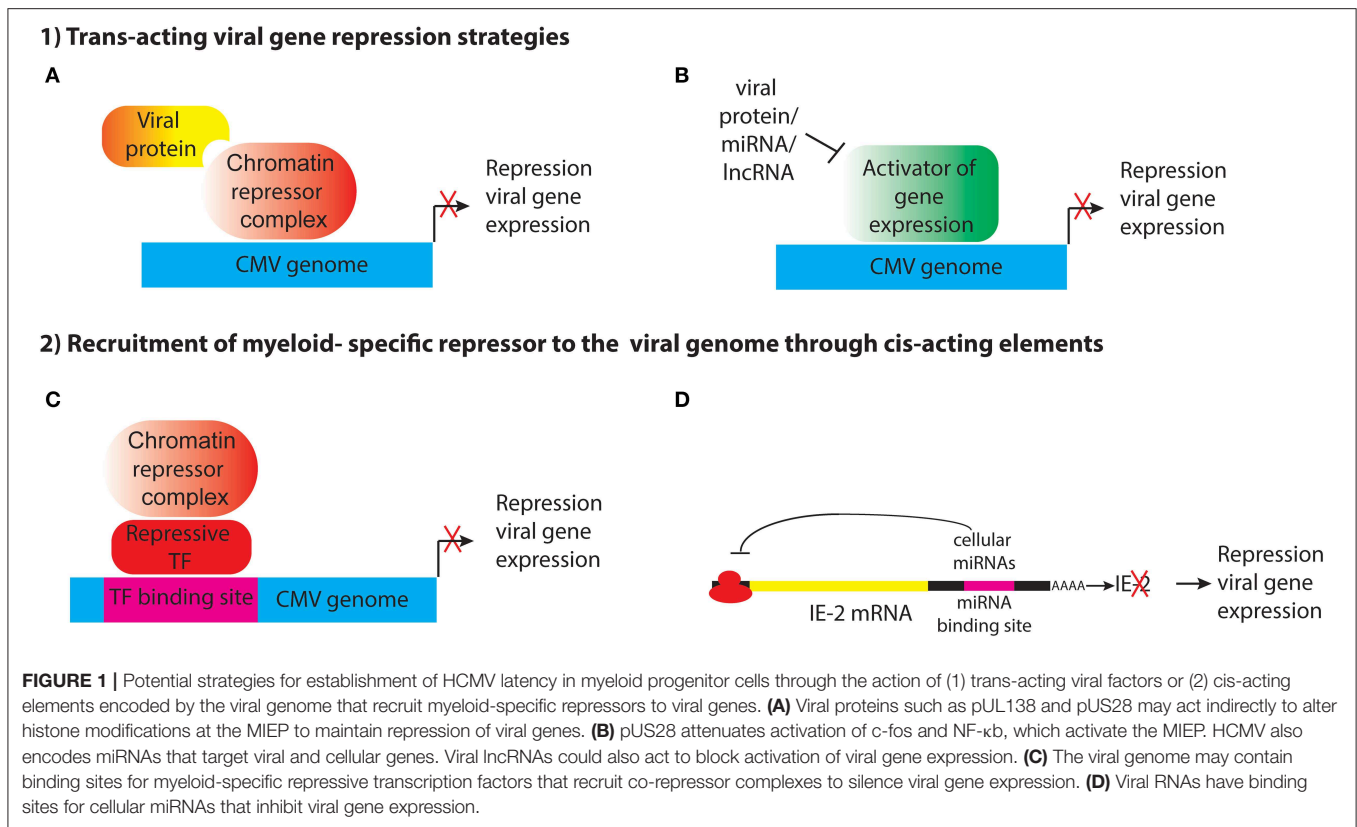 1) Trans-acting viral gene repression strategies
A
Viral
protein
Chromatin
repressor
complex
CMV genome
Repression
viral gene
expression
B
viral
protein/
miRNA/
lncRNA
Activator of
gene
expression
CMV genome
Repression
viral gene
expression
2) Recruitment of myeloid- specific repressor to the viral genome through cis-acting elements
C
Chromatin
repressor
complex
Repressive
TF
TF binding site
CMV genome
Repression
viral gene
expression
D
cellular
miRNAs
IE-2 mRNA
miRNA
binding site
AAAA
IE-2
Repression
viral gene
expression
FIGURE 1 | Potential strategies for establishment of HCMV latency in myeloid progenitor cells through the action of (1) trans-acting viral factors or (2) cis-acting
elements encoded by the viral genome that recruit myeloid-specific repressors to viral genes. (A) Viral proteins such as pUL138 and pUS28 may act indirectly to alter
histone modifications at the MIEP to maintain repression of viral genes. (B) pUS28 attenuates activation of c-fos and NF-κb, which activate the MIEP. HCMV also
encodes miRNAs that target viral and cellular genes. Viral lncRNAs could also act to block activation of viral gene expression. (C) The viral genome may contain
binding sites for myeloid-specific repressive transcription factors that recruit co-repressor complexes to silence viral gene expression. (D) Viral RNAs have binding
sites for cellular miRNAs that inhibit viral gene expression.